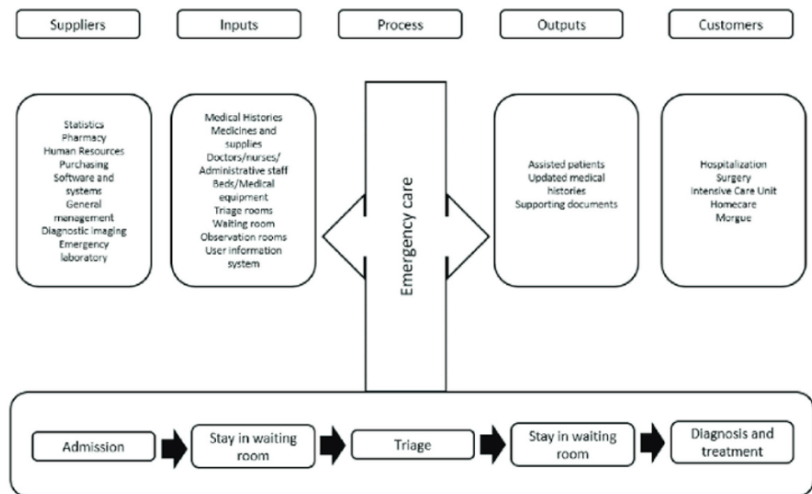 Suppliers
Inputs
Process
Outputs
Customers
Statistics
Pharmacy
Human Resources
Purchasing
Software and
systems
General
management
Diagnostic Imaging
Emergency
laboratory
Medical Histories
Medicines and
supplies
Doctors/nurses/
Administrative staff
Beds/Medical
equipment
Triage rooms
Waiting room
Observation rooms
User information
system
Emergency care
Assisted patients
Updated medical
histories
Supporting documents
Hospitalization
Surgery
Intensive Care Unit
Homecare
Morgue
Admission
Stay in waiting
room
Triage
Stay in waiting
room
Diagnosis and
treatment